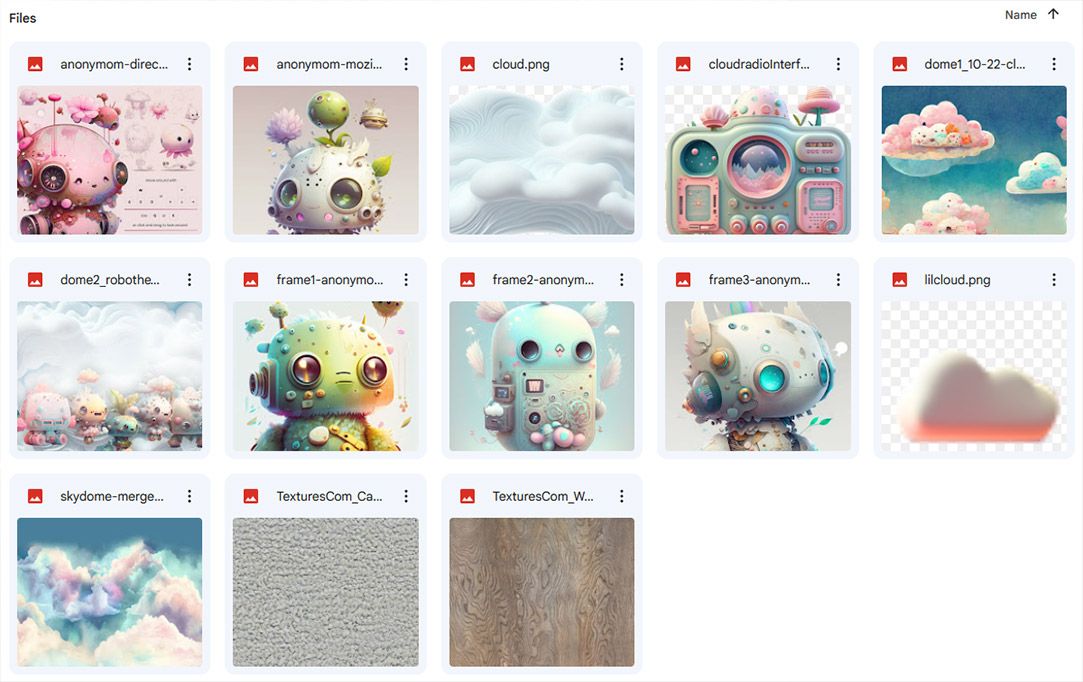 Files
Name
anonymom-direc...
anonymom-mozi...
cloud.png
cloudradioInterf...
dome1_10-22-cl...
dome2_robothe...
frame1-anonymo...
frame2-anonym...
frame3-anonym...
lilcloud.png
skydome-merge...
TexturesCom_Ca...
TexturesCom_W...